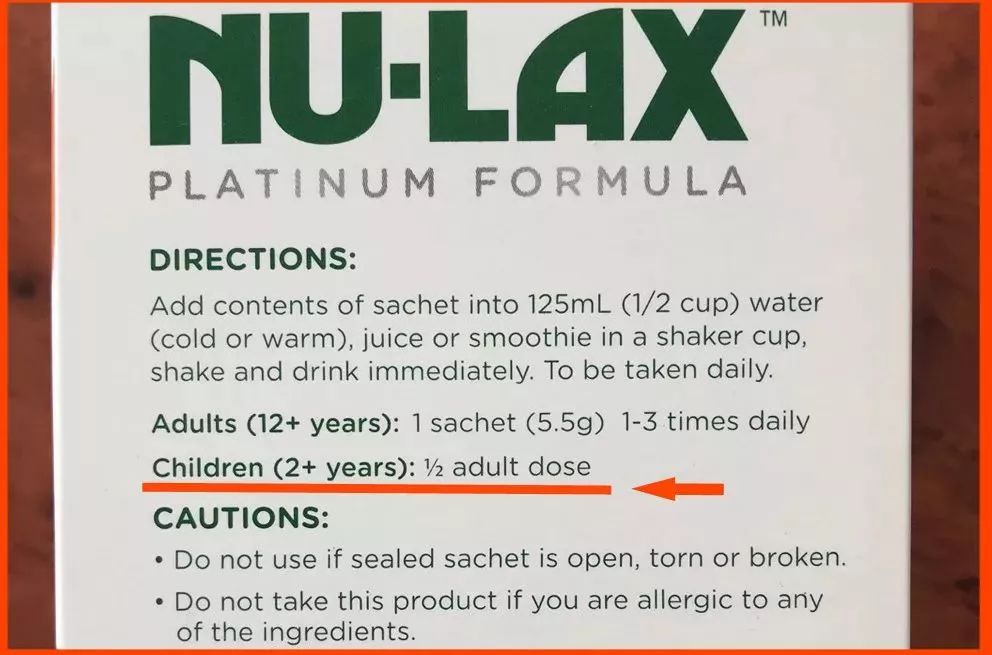 NU-LAX™
PLATINUM FORMULA
DIRECTIONS:
Add contents of sachet into 125mL (1/2 cup) water
(cold or warm), juice or smoothie in a shaker cup,
shake and drink immediately. To be taken daily.
Adults (12+ years): 1 sachet (5.5g) 1-3 times daily
Children (2+ years): ½ adult dose
CAUTIONS:
• Do not use if sealed sachet is open, torn or broken.
• Do not take this product if you are allergic to any
of the ingredients.